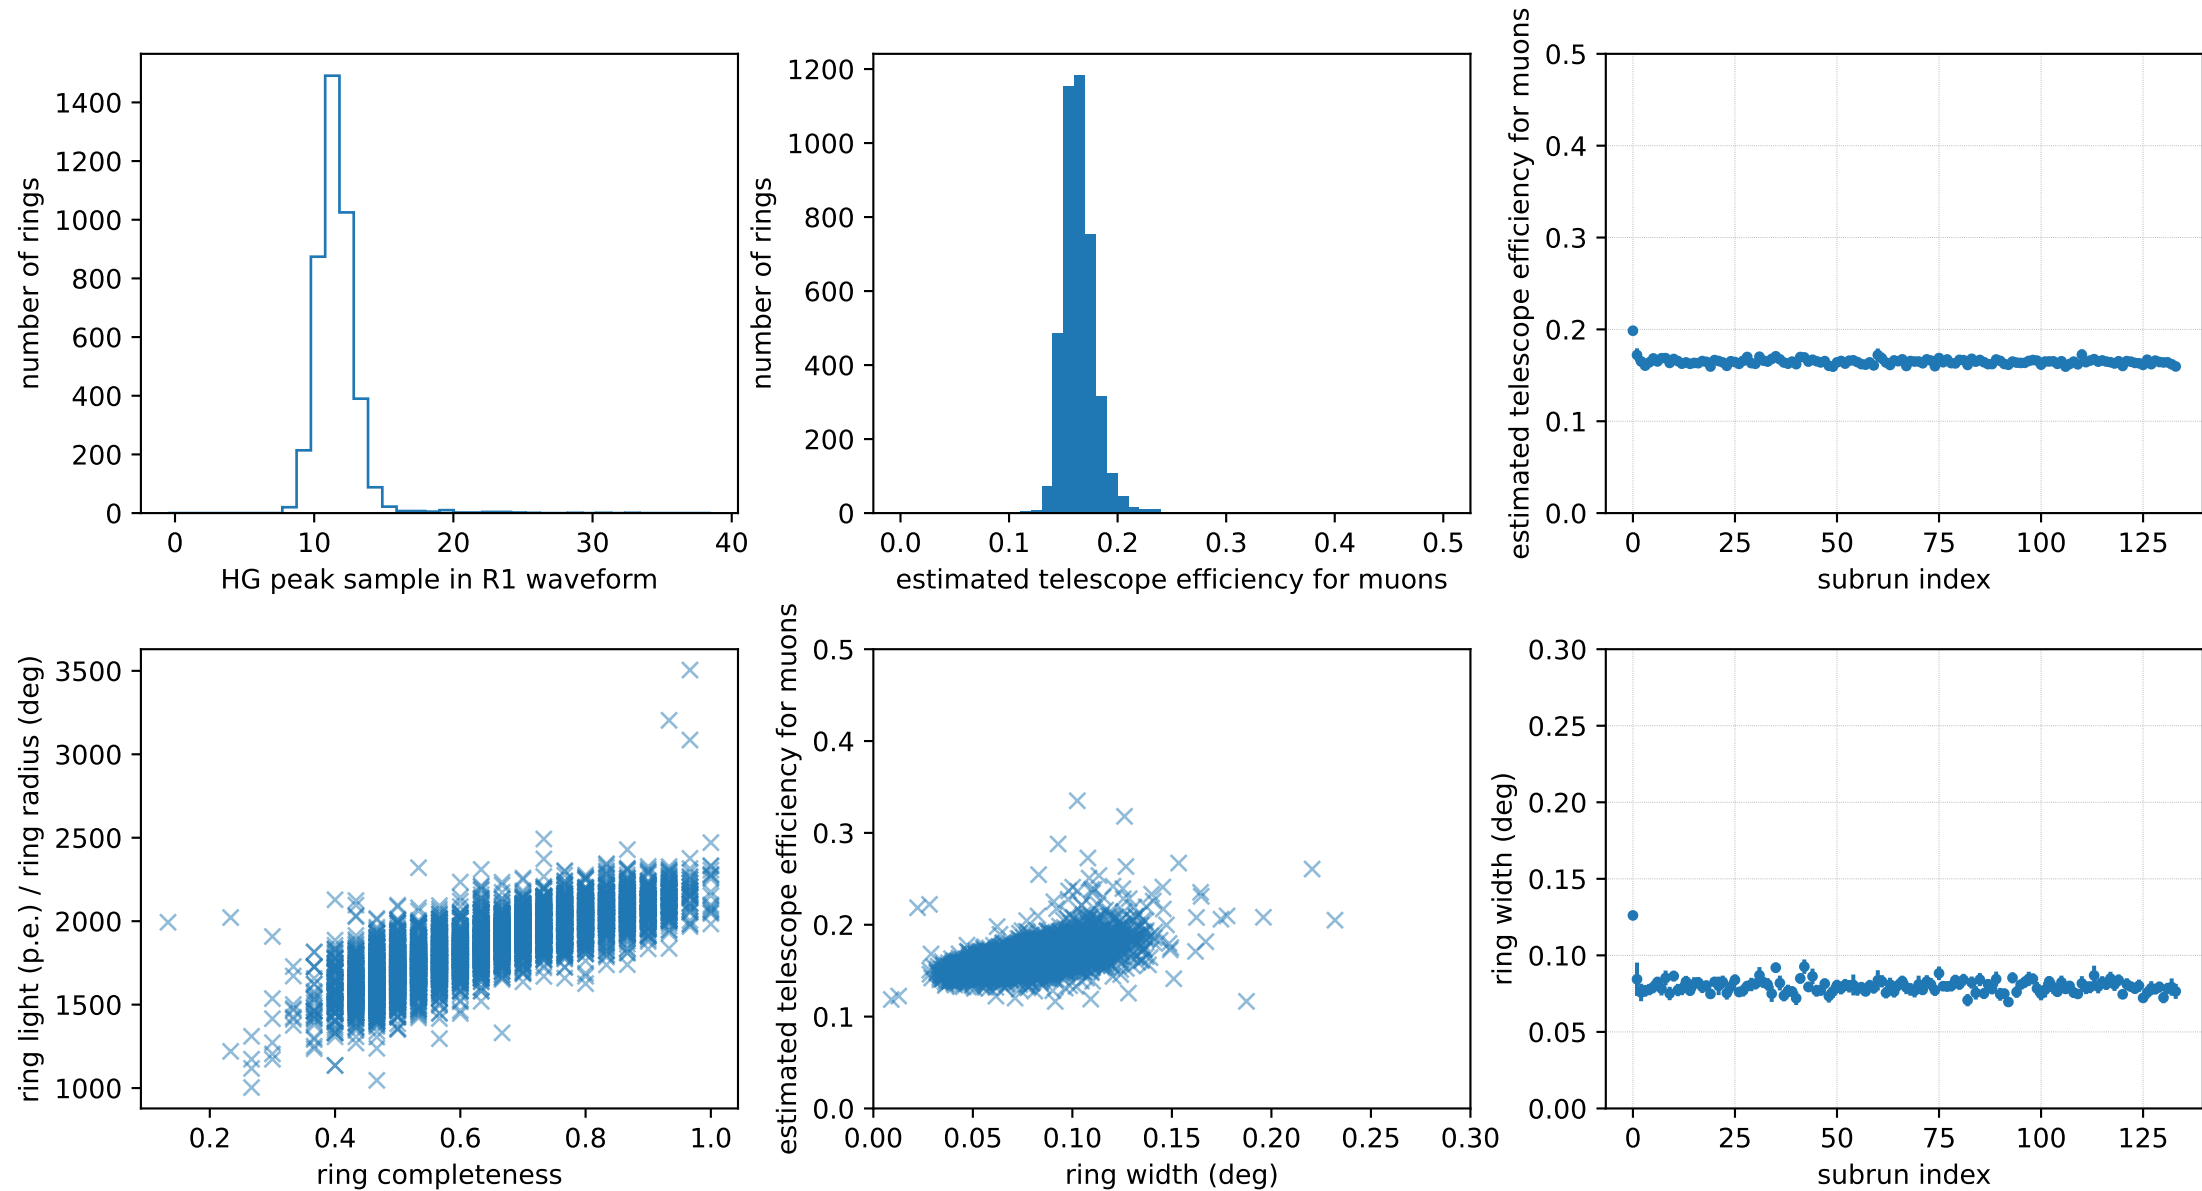 number of rings
1400
1200
1000
800
600
400
200
0
0 10 20 30 40
HG peak sample in R1 waveform
number of rings
1200
1000
800
600
400
200
0
0.0 0.1 0.2 0.3 0.4 0.5
estimated telescope efficiency for muons
estimated telescope efficiency for muons
0.5
0.4
0.3
0.2
0.1
0.0
0 25 50 75 100 125
subrun index
ring light (p.e.) / ring radius (deg)
3500
3000
2500
2000
1500
1000
0.2 0.4 0.6 0.8 1.0
ring completeness
estimated telescope efficiency for muons
0.5
0.4
0.3
0.2
0.1
0.0
0.00 0.05 0.10 0.15 0.20 0.25 0.30
ring width (deg)
ring width (deg)
0.30
0.25
0.20
0.15
0.10
0.05
0.00
0 25 50 75 100 125
subrun index